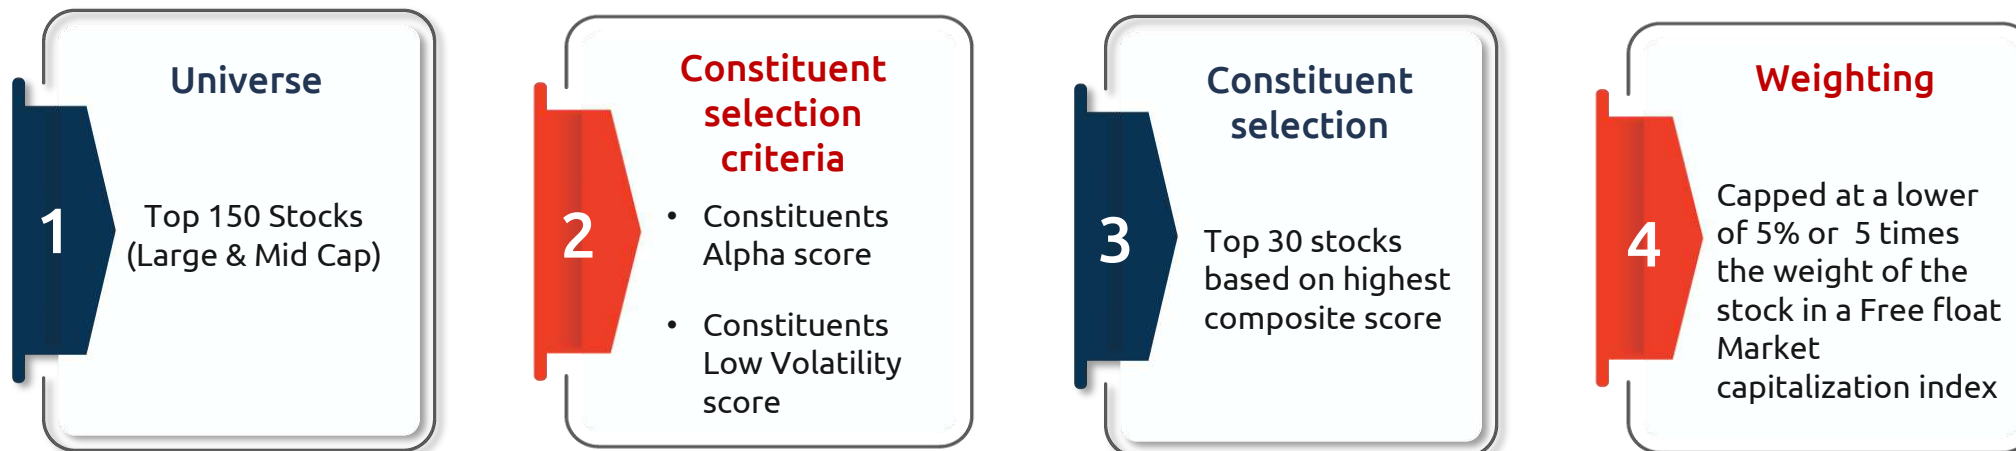 1
Universe
Top 150 Stocks
(Large & Mid Cap)
2
Constituent
selection
criteria
• Constituents
Alpha score
• Constituents
Low Volatility
score
3
Constituent
selection
Top 30 stocks
based on highest
composite score
4
Weighting
Capped at a lower
of 5% or 5 times
the weight of the
stock in a Free float
Market
capitalization index